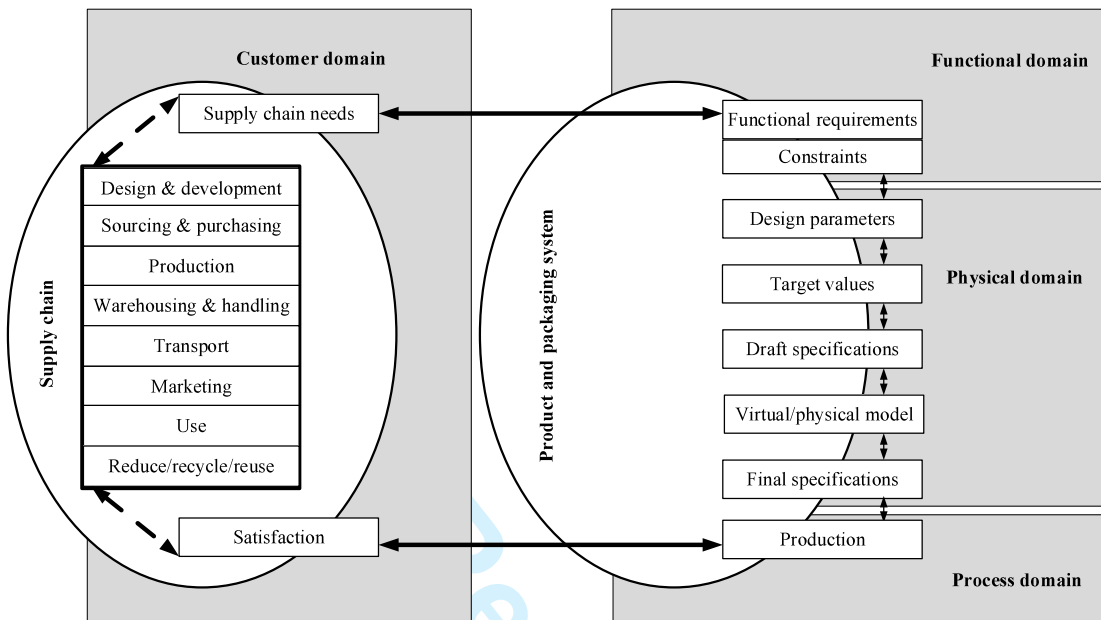 Customer domain
Functional domain
Supply chain needs
Functional requirements
Constraints
Supply chain
Design & development
Sourcing & purchasing
Production
Warehousing & handling
Transport
Marketing
Use
Reduce/recycle/reuse
Satisfaction
Product and packaging system
Design parameters
Target values
Physical domain
Draft specifications
Virtual/physical model
Final specifications
Production
Process domain